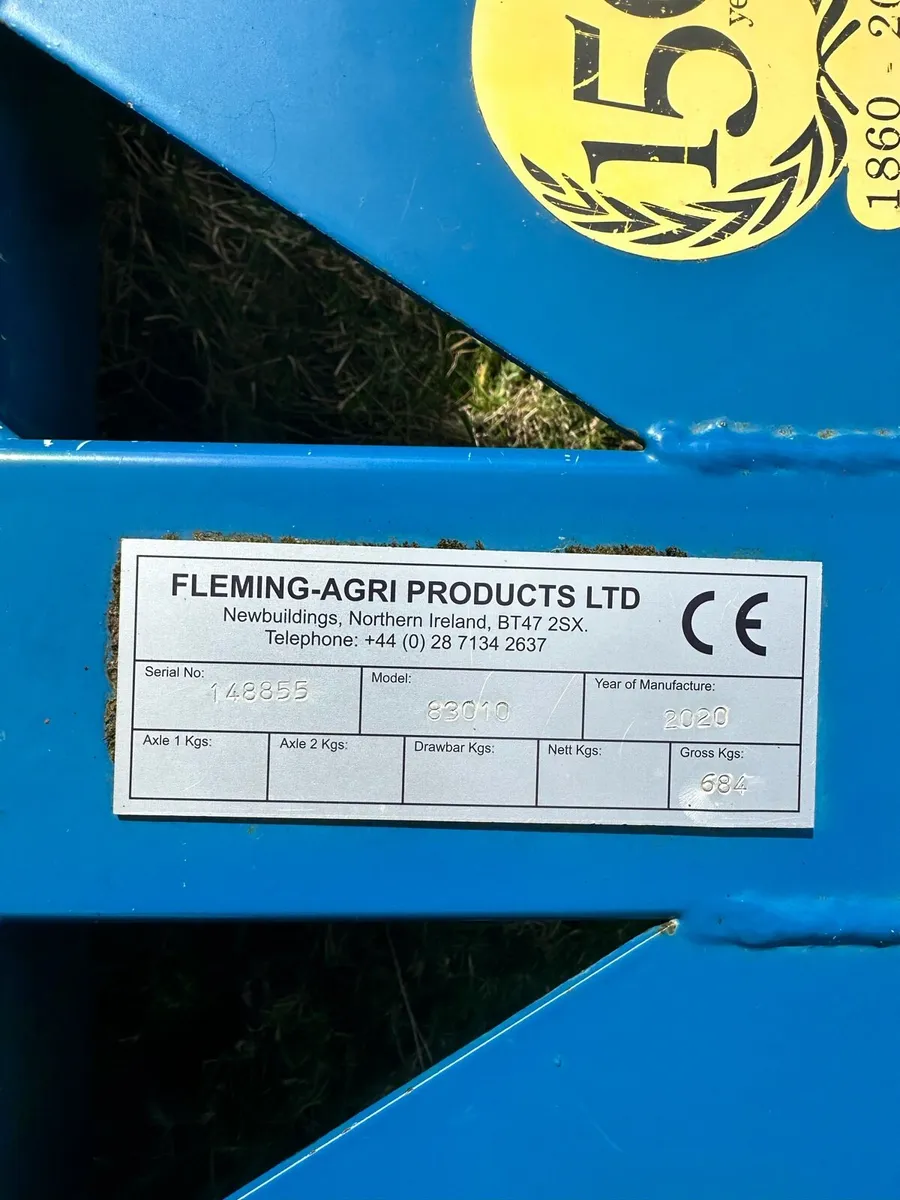 150
ye
1860 - 20
FLEMING-AGRI PRODUCTS LTD
Newbuildings, Northern Ireland, BT47 2SX.
Telephone: +44 (0) 28 7134 2637
CE
Serial No: 148855 Model: 83010 Year of Manufacture: 2020
Axle 1 Kgs: Axle 2 Kgs: Drawbar Kgs: Nett Kgs: Gross Kgs: 684